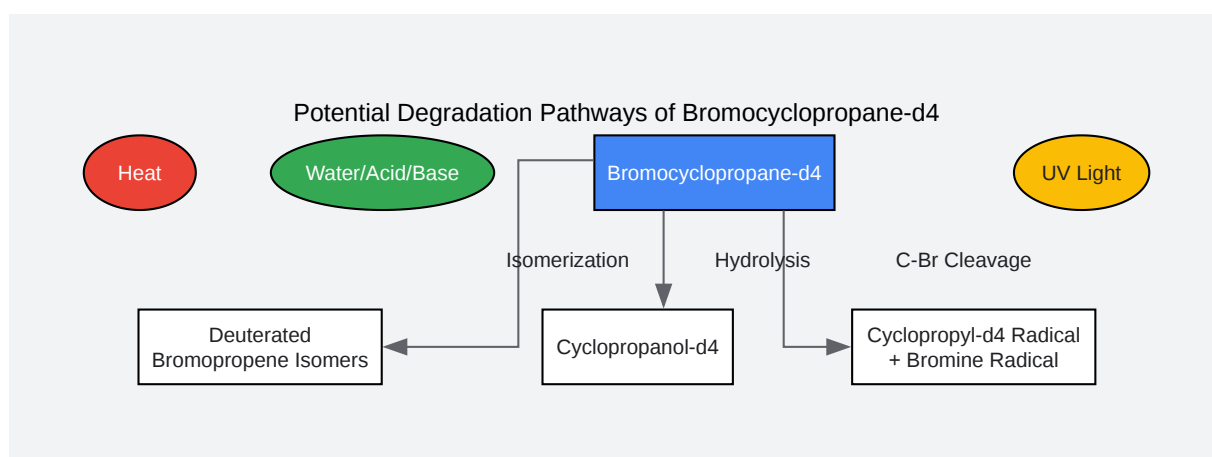 Potential Degradation Pathways of Bromocyclopropane-d4
Heat
Water/Acid/Base
Bromocyclopropane-d4
UV Light
Isomerization
Hydrolysis
C-Br Cleavage
Deuterated
Bromopropene Isomers
Cyclopropanol-d4
Cyclopropyl-d4 Radical
+ Bromine Radical